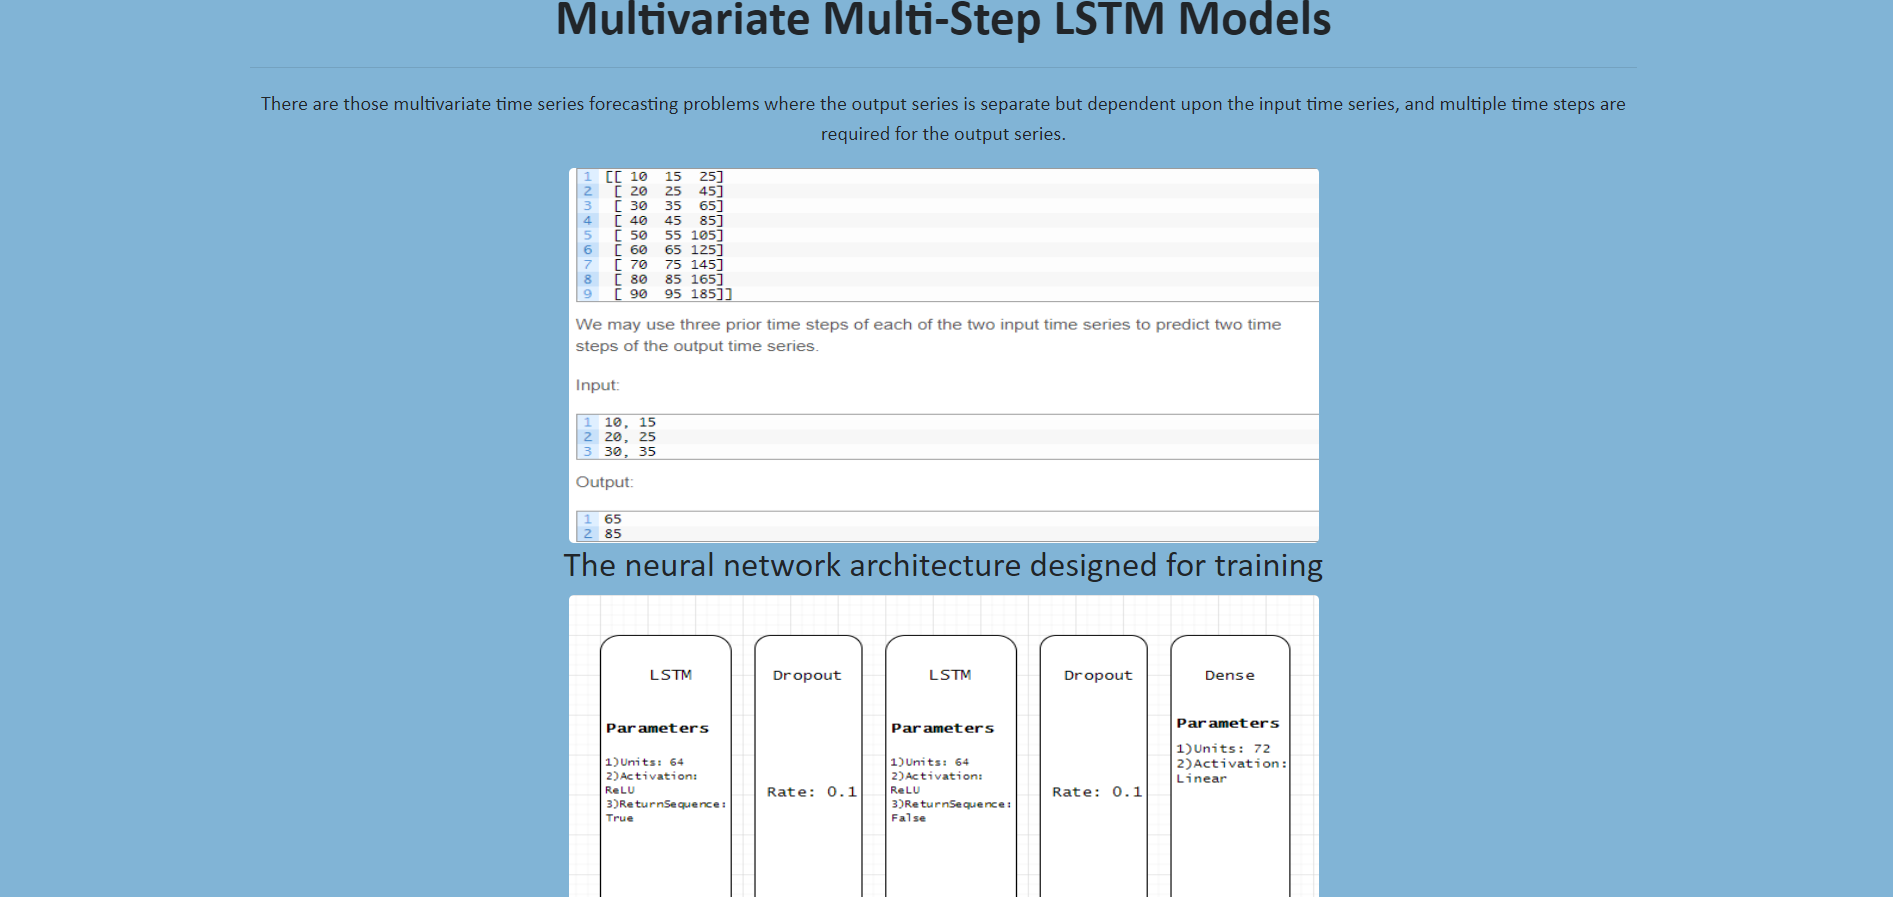 Multivariate Multi-Step LSTM Models
There are those multivariate time series forecasting problems where the output series is separate but dependent upon the input time series, and multiple time steps are
required for the output series.
1 [[ 10 15 25]
2 [ 20 25 45]
3 [ 30 35 65]
4 [ 40 45 85]
5 [ 50 55 105]
6 [ 60 65 125]
7 [ 70 75 145]
8 [ 80 85 165]
9 [ 90 95 185]]
We may use three prior time steps of each of the two input time series to predict two time
steps of the output time series.
Input:
1 10, 15
2 20, 25
3 30, 35
Output:
1 65
2 85
The neural network architecture designed for training
LSTM
Parameters
1)Units: 64
2)Activation:
ReLU
3)ReturnSequence:
True
Dropout
Rate: 0.1
LSTM
Parameters
1)Units: 64
2)Activation:
ReLU
3)ReturnSequence:
False
Dropout
Rate: 0.1
Dense
Parameters
1)Units: 72
2)Activation:
Linear